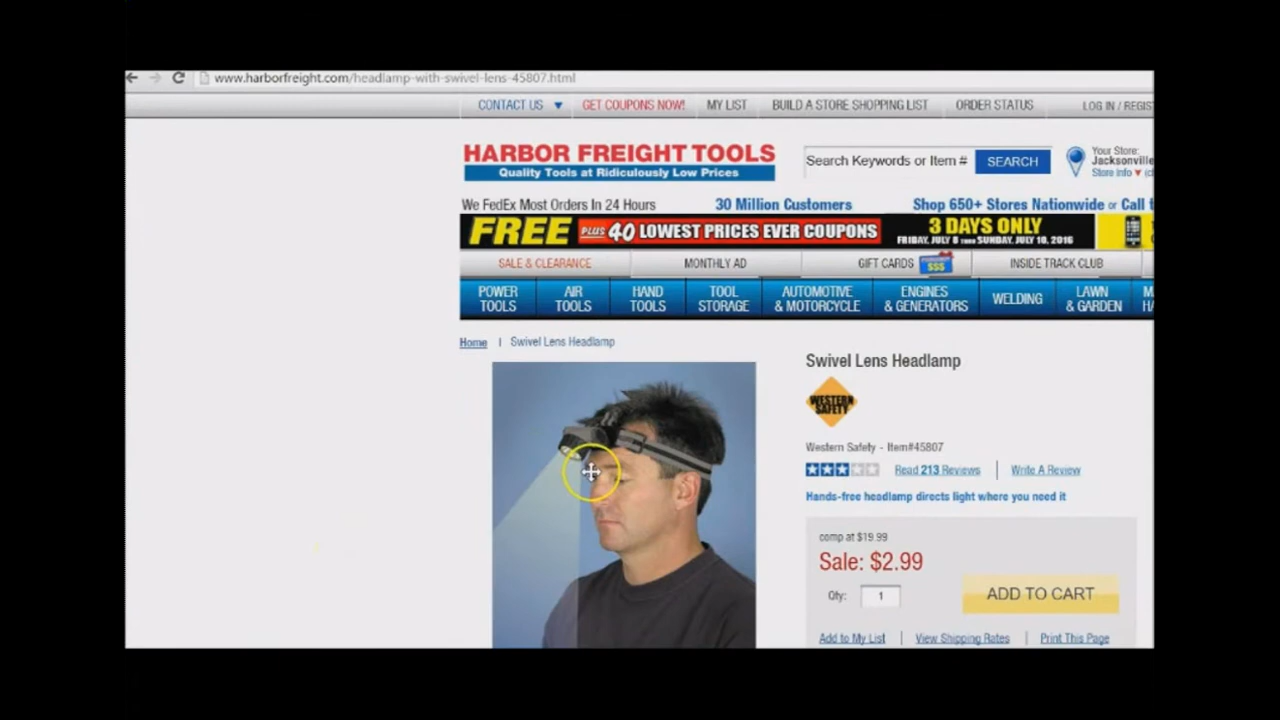 www.harborfreight.com/headlamp-with-swivel-lens-45807.html
CONTACT US GET COUPONS NOW! MY LIST BUILD A STORE SHOPPING LIST ORDER STATUS LOG IN / REGIS
HARBOR FREIGHT TOOLS
Quality Tools at Ridiculously Low Prices
Search Keywords or Item # SEARCH
Your Store:
Jacksonville
Store Info
We FedEx Most Orders In 24 Hours 30 Million Customers Shop 650+ Stores Nationwide or Call
FREE PLUS 40 LOWEST PRICES EVER COUPONS
3 DAYS ONLY
FRIDAY, JULY 8 THRU SUNDAY, JULY 10, 2016
SALE & CLEARANCE MONTHLY AD GIFT CARDS $$$ INSIDE TRACK CLUB
POWER TOOLS
AIR TOOLS
HAND TOOLS
TOOL STORAGE
AUTOMOTIVE & MOTORCYCLE
ENGINES & GENERATORS
WELDING
LAWN & GARDEN
Home | Swivel Lens Headlamp
Swivel Lens Headlamp
WESTERN SAFETY
Western Safety - Item#45807
Read 213 Reviews | Write A Review
Hands-free headlamp directs light where you need it
comp at $19.99
Sale: $2.99
Qty: 1 ADD TO CART
Add to My List | View Shipping Rates | Print This Page